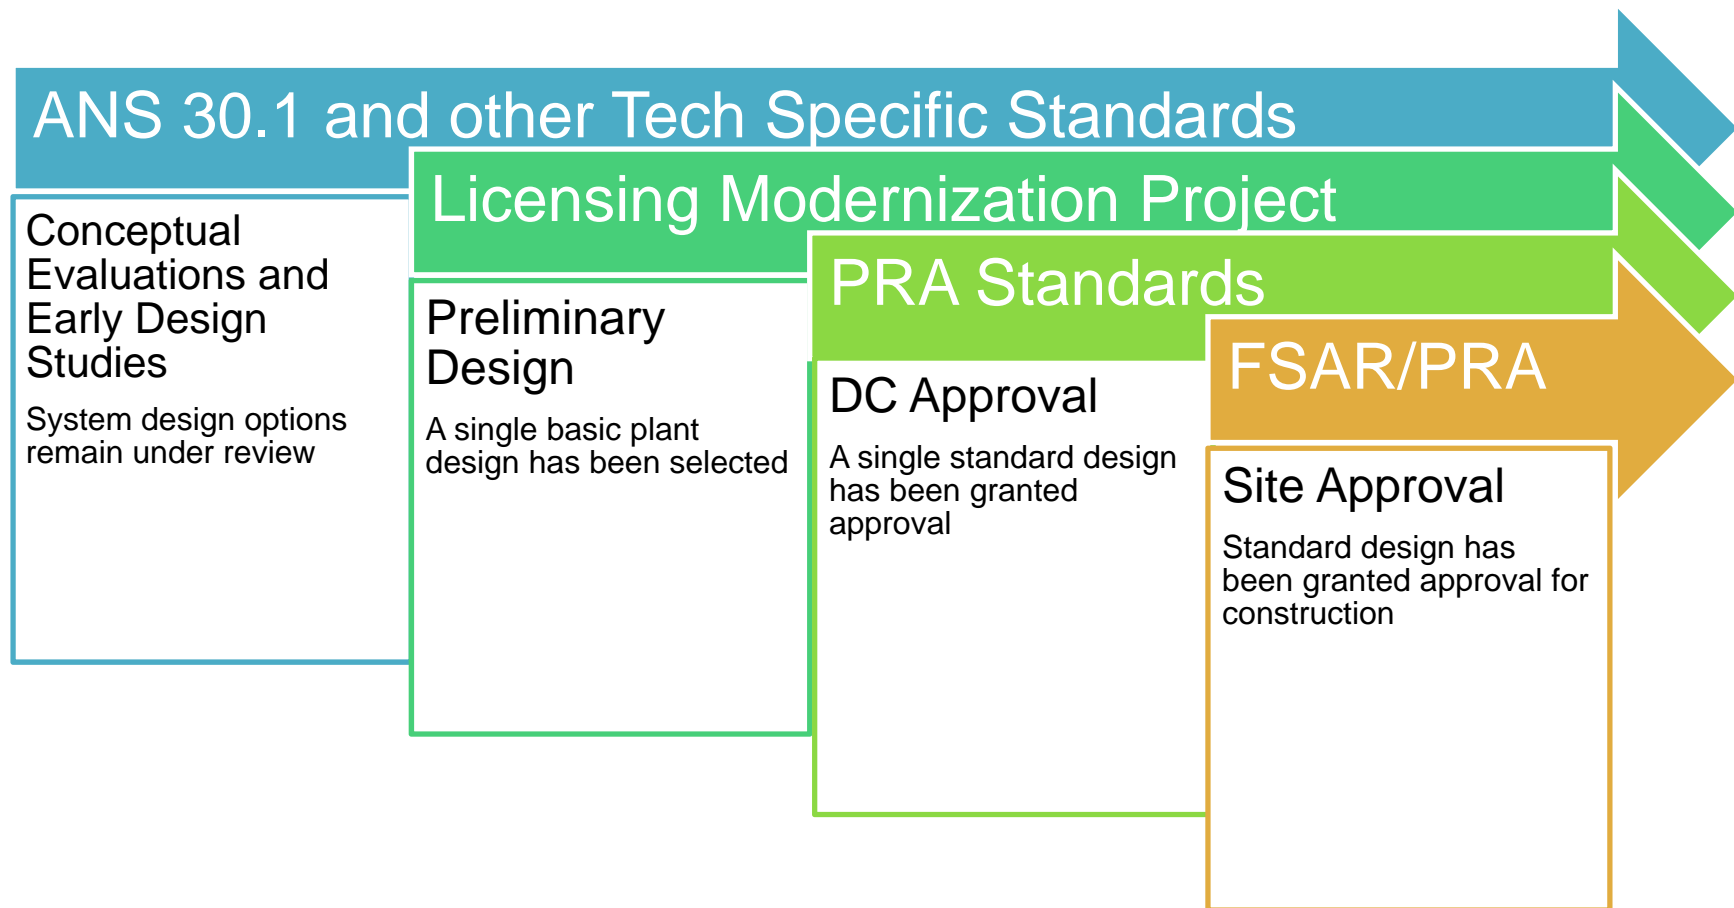 ANS 30.1 and other Tech Specific Standards
Licensing Modernization Project
PRA Standards
FSAR/PRA
Conceptual
Evaluations and
Early Design
Studies
System design options
remain under review
Preliminary
Design
A single basic plant
design has been selected
DC Approval
A single standard design
has been granted
approval
Site Approval
Standard design has
been granted approval for
construction